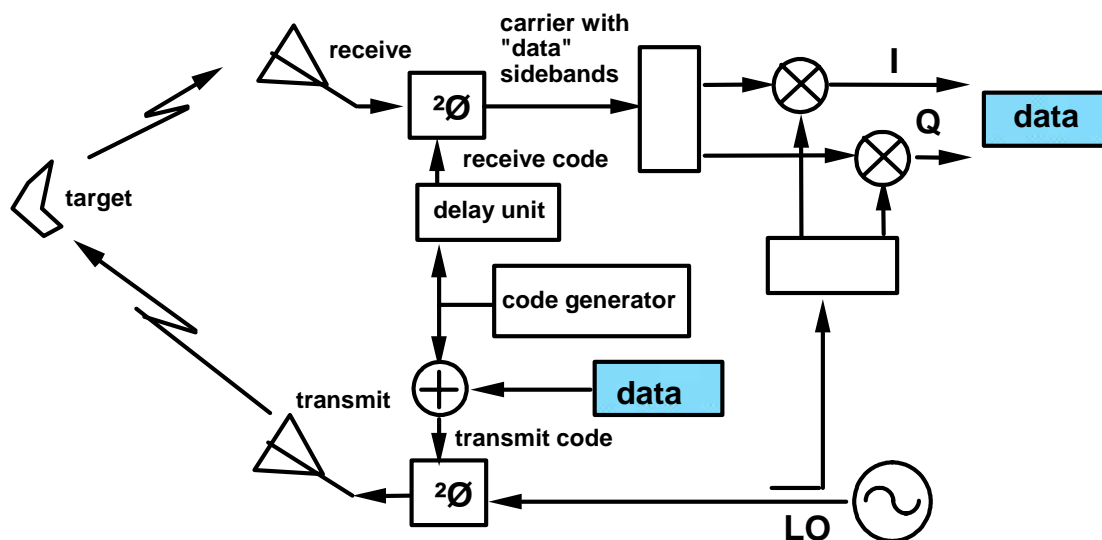 carrier with
"data"
sidebands
receive
I
²Ø
Q
data
receive code
target
delay unit
code generator
transmit
data
transmit code
²Ø
LO